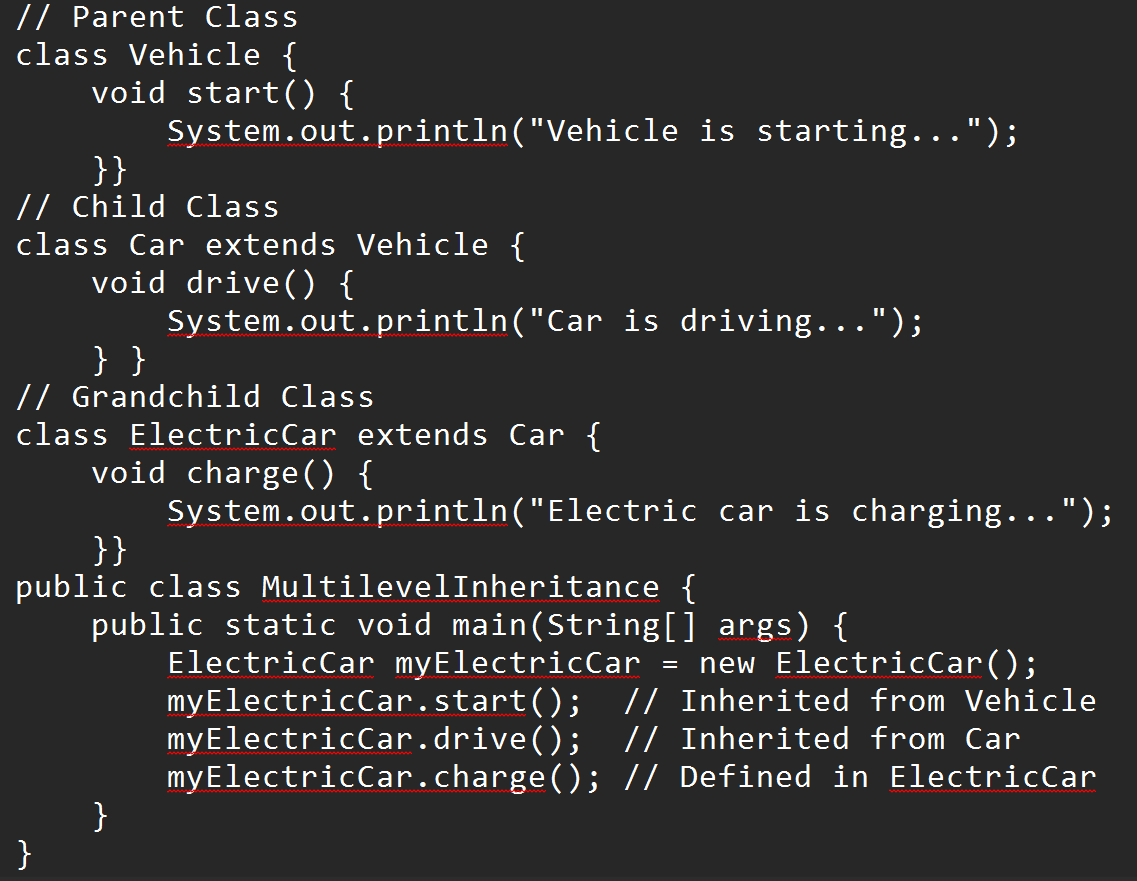 // Parent Class
class Vehicle {
    void start() {
        System.out.println("Vehicle is starting...");
    }}
// Child Class
class Car extends Vehicle {
    void drive() {
        System.out.println("Car is driving...");
    } }
// Grandchild Class
class ElectricCar extends Car {
    void charge() {
        System.out.println("Electric car is charging...");
    }}
public class MultilevelInheritance {
    public static void main(String[] args) {
        ElectricCar myElectricCar = new ElectricCar();
        myElectricCar.start();  // Inherited from Vehicle
        myElectricCar.drive();  // Inherited from Car
        myElectricCar.charge(); // Defined in ElectricCar
    }
}